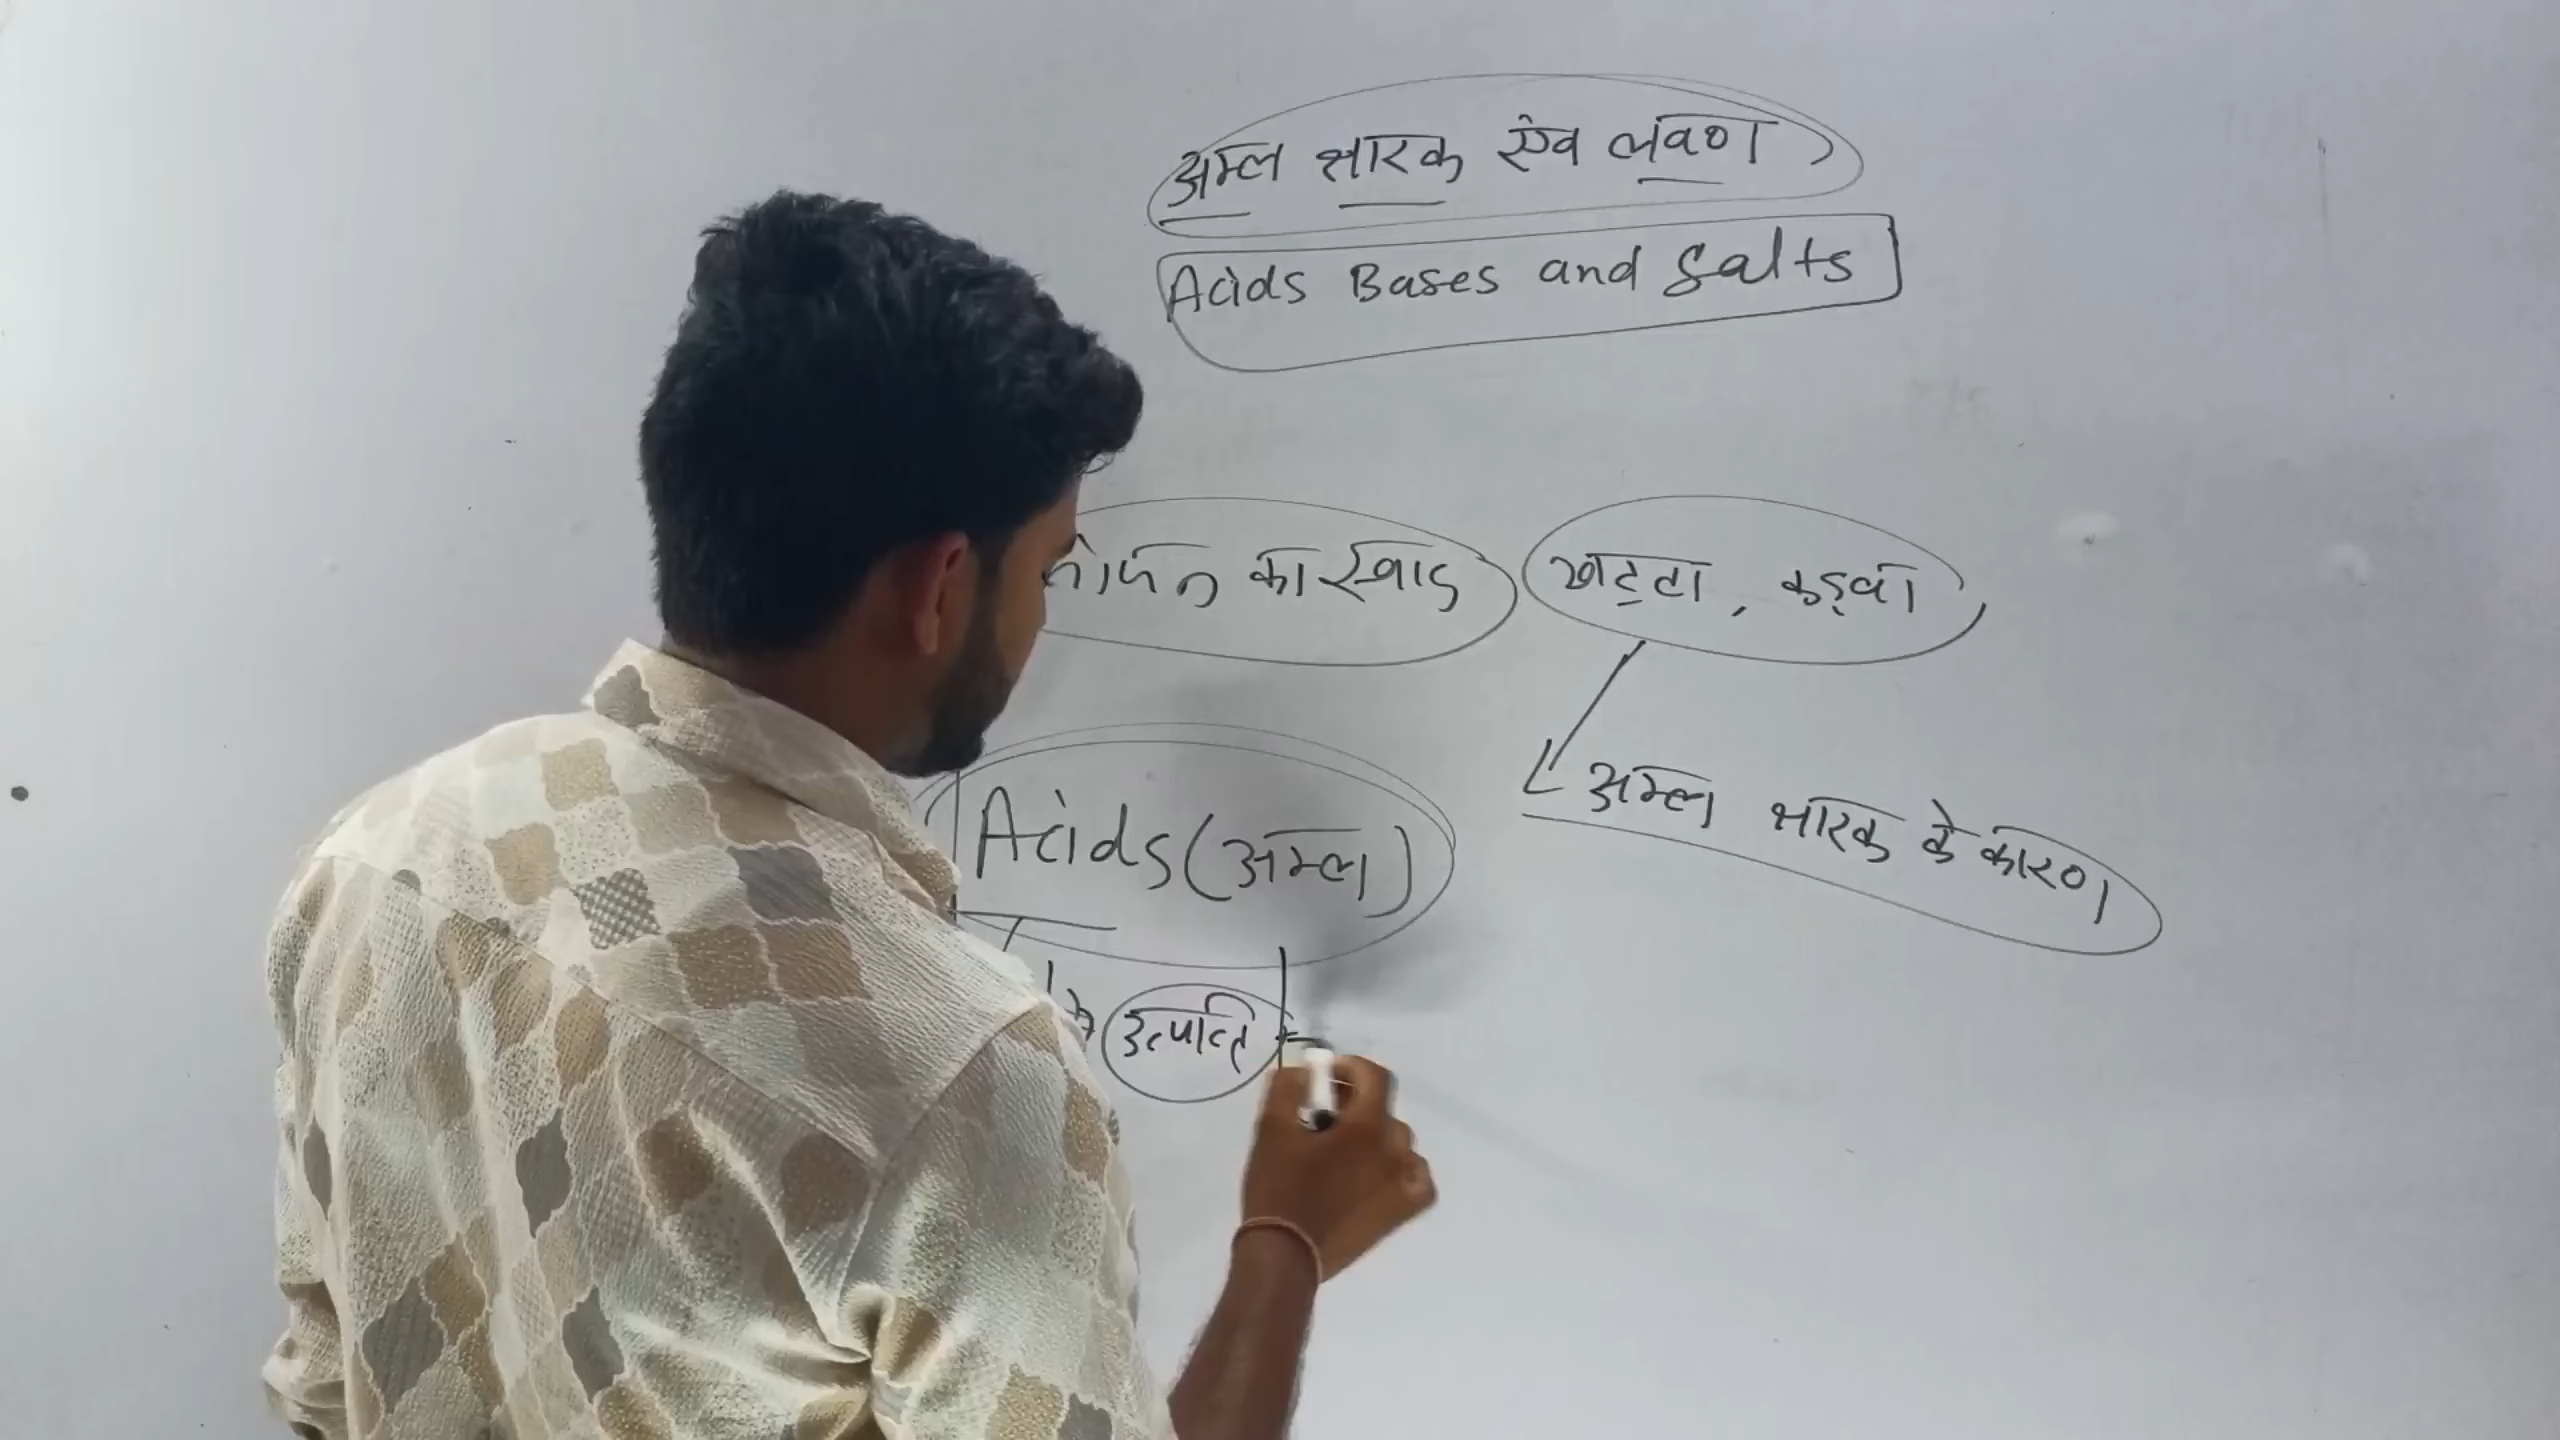 अम्ल क्षारक एंव लवण
Acids Bases and Salts
का स्वाद खट्टा, कड़वा
अम्ल क्षारक के कारण
Acids (अम्ल)
उत्पत्ति